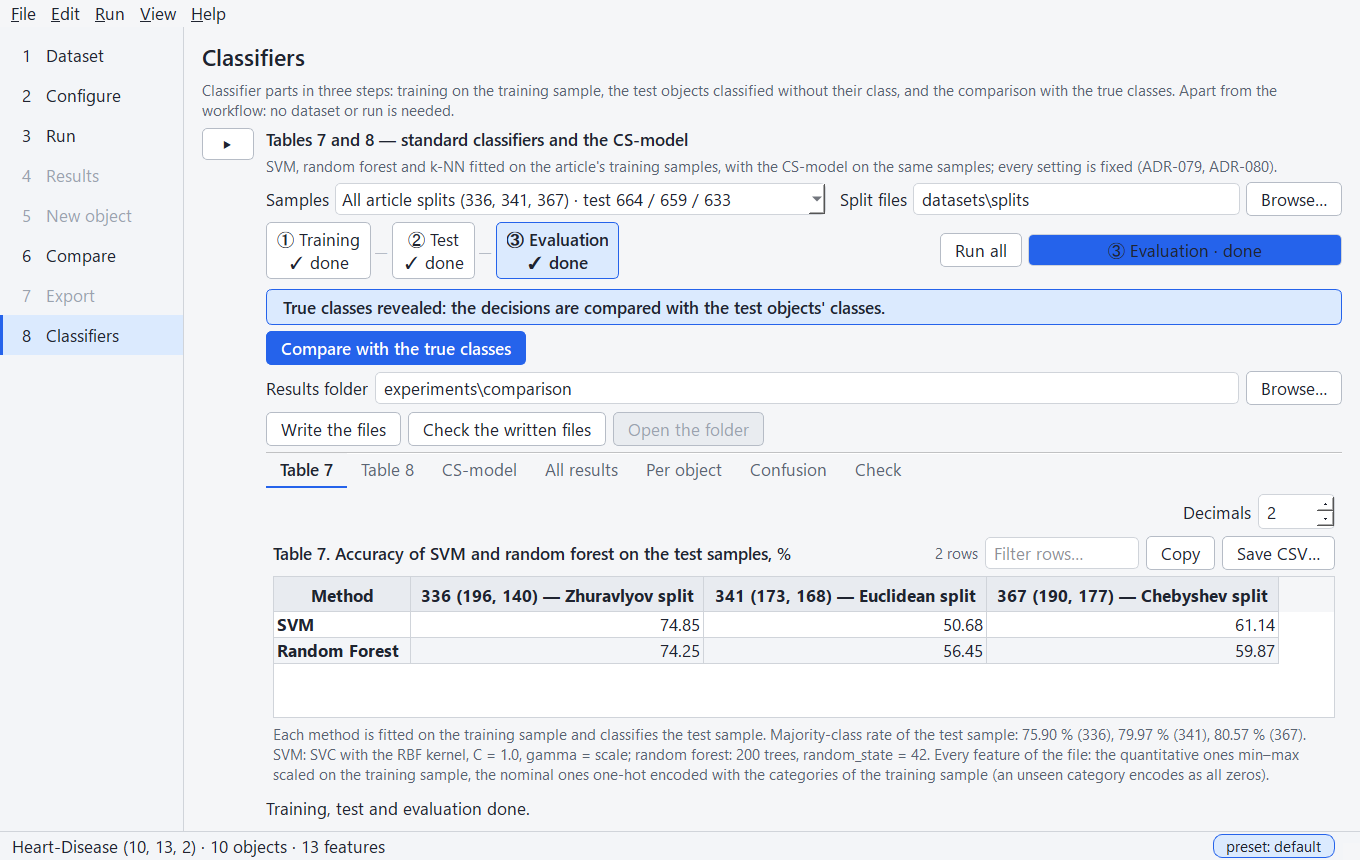 File Edit Run View Help
1 Dataset
2 Configure
3 Run
4 Results
5 New object
6 Compare
7 Export
8 Classifiers
Classifiers
Classifier parts in three steps: training on the training sample, the test objects classified without their class, and the comparison with the true classes. Apart from the
workflow: no dataset or run is needed.
Tables 7 and 8 — standard classifiers and the CS-model
SVM, random forest and k-NN fitted on the article's training samples, with the CS-model on the same samples; every setting is fixed (ADR-079, ADR-080).
Samples All article splits (336, 341, 367) · test 664 / 659 / 633 Split files datasets\splits Browse...
① Training ② Test ③ Evaluation
✓ done ✓ done ✓ done
Run all ③ Evaluation · done
True classes revealed: the decisions are compared with the test objects' classes.
Compare with the true classes
Results folder experiments\comparison Browse...
Write the files Check the written files Open the folder
Table 7 Table 8 CS-model All results Per object Confusion Check
Decimals 2
Table 7. Accuracy of SVM and random forest on the test samples, % 2 rows Filter rows... Copy Save CSV...
Method 336 (196, 140) — Zhuravlyov split 341 (173, 168) — Euclidean split 367 (190, 177) — Chebyshev split
SVM 74.85 50.68 61.14
Random Forest 74.25 56.45 59.87
Each method is fitted on the training sample and classifies the test sample. Majority-class rate of the test sample: 75.90 % (336), 79.97 % (341), 80.57 % (367).
SVM: SVC with the RBF kernel, C = 1.0, gamma = scale; random forest: 200 trees, random_state = 42. Every feature of the file: the quantitative ones min–max
scaled on the training sample, the nominal ones one-hot encoded with the categories of the training sample (an unseen category encodes as all zeros).
Training, test and evaluation done.
Heart-Disease (10, 13, 2) · 10 objects · 13 features preset: default